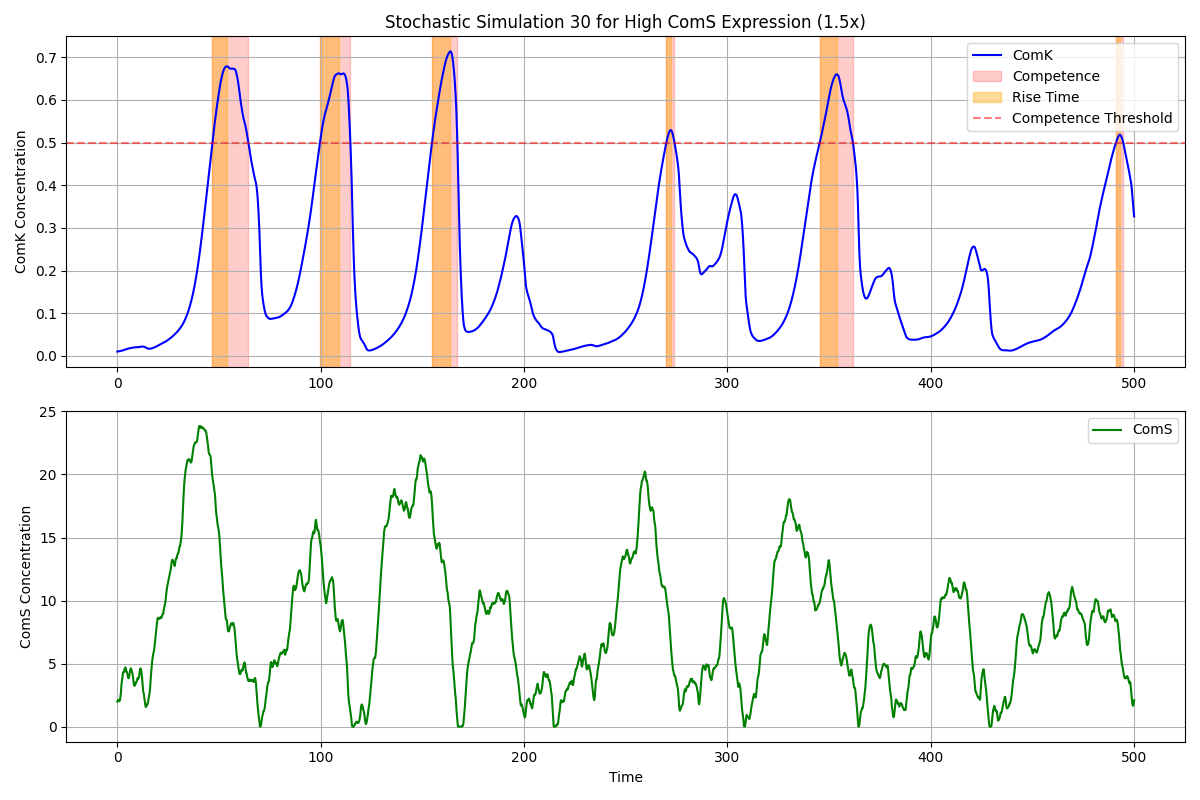 Stochastic Simulation 30 for High ComS Expression (1.5x)
ComK Concentration
0.7
0.6
0.5
0.4
0.3
0.2
0.1
0.0
ComK
Competence
Rise Time
Competence Threshold
0 100 200 300 400 500
ComS Concentration
25
20
15
10
5
0
ComS
0 100 200 300 400 500
Time